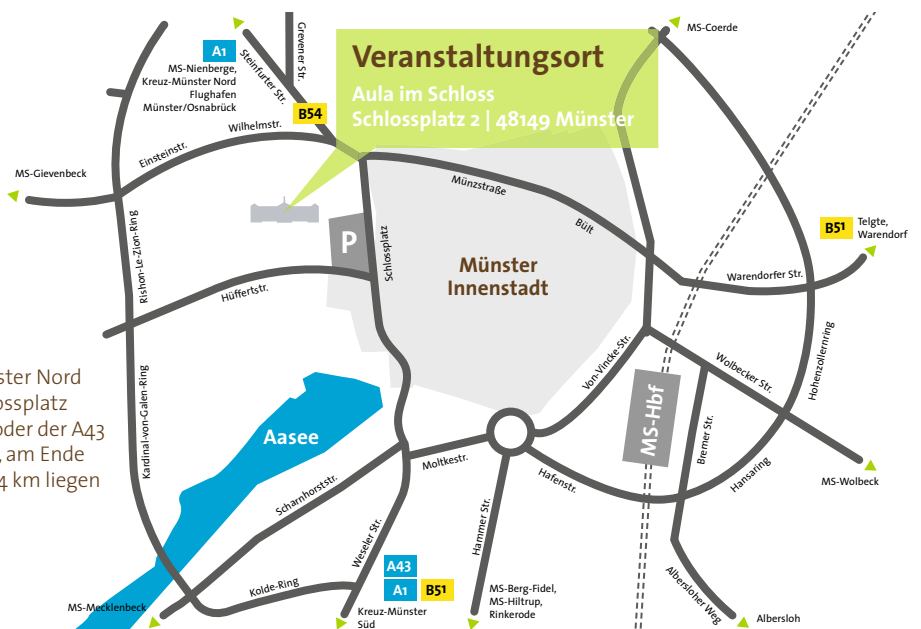 Veranstaltungsort
Aula im Schloss
Schlossplatz 2 | 48149 Münster
A1
MS-Nienberge,
Kreuz-Münster Nord
Flughafen
Münster/Osnabrück
Steinfurter Str.
Grevener Str.
B54
MS-Coerde
Wilhelmstr.
Einsteinstr.
MS-Gievenbeck
Münzstraße
Bült
B51
Telgte,
Warendorf
Warendorfer Str.
P
Schlossplatz
Münster
Innenstadt
Rishon-Le-Zion-Ring
Hüffertstr.
Hohenzollernring
Von-Vincke-Str.
Wolbecker Str.
MS-Hbf
Bremer Str.
ster Nord
ossplatz
oder der A43
, am Ende
4 km liegen
Kardinal-von-Galen-Ring
Aasee
Moltkestr.
Scharnhorststr.
Hafenstr.
Hansaring
MS-Wolbeck
Weseler Str.
Hammer Str.
A43
A1
B51
Kreuz-Münster
Süd
Kolde-Ring
MS-Mecklenbeck
MS-Berg-Fidel,
MS-Hiltrup,
Rinkerode
Albersloher Weg
Albersloh